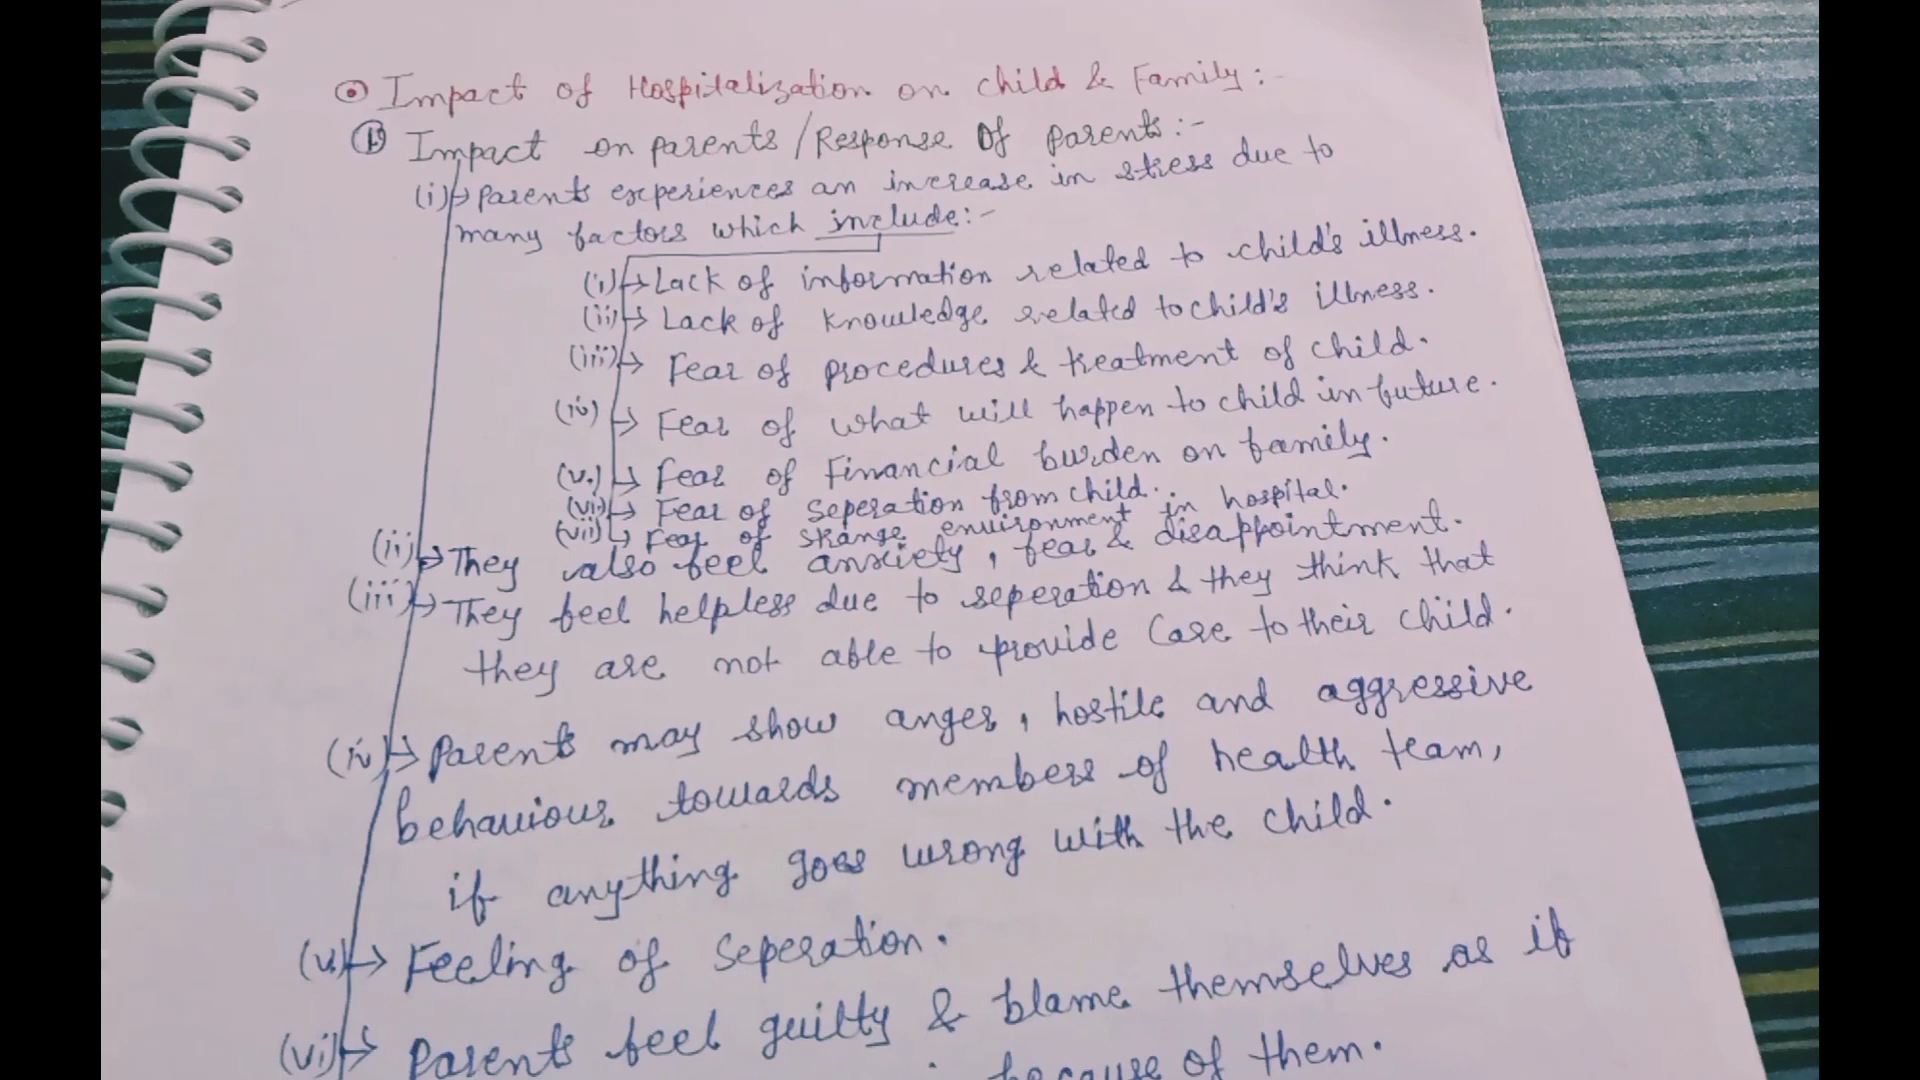 Impact of Hospitalization on child & Family:-
① Impact on parents/Response Of parents:-
(i)→ Parents experiences an increase in stress due to
many factors which include:-
(i)→ Lack of information related to child's illness.
(ii)→ Lack of knowledge related to child's illness.
(iii)→ Fear of procedures & treatment of child.
(iv)→ Fear of what will happen to child in future.
(v.)→ Fear of Financial burden on family.
(vi)→ Fear of seperation from child.
(vii)→ Fear of strange environment in hospital.
(ii)→ They also feel anxiety, fear & disappointment.
(iii)→ They feel helpless due to seperation & they think that
they are not able to provide Care to their child.
(iv)→ Parents may show anger, hostile and aggressive
behaviour towards members of health team,
if anything goes wrong with the child.
(v.)→ Feeling of seperation.
(vi)→ Parents feel guilty & blame themselves as if
because of them.